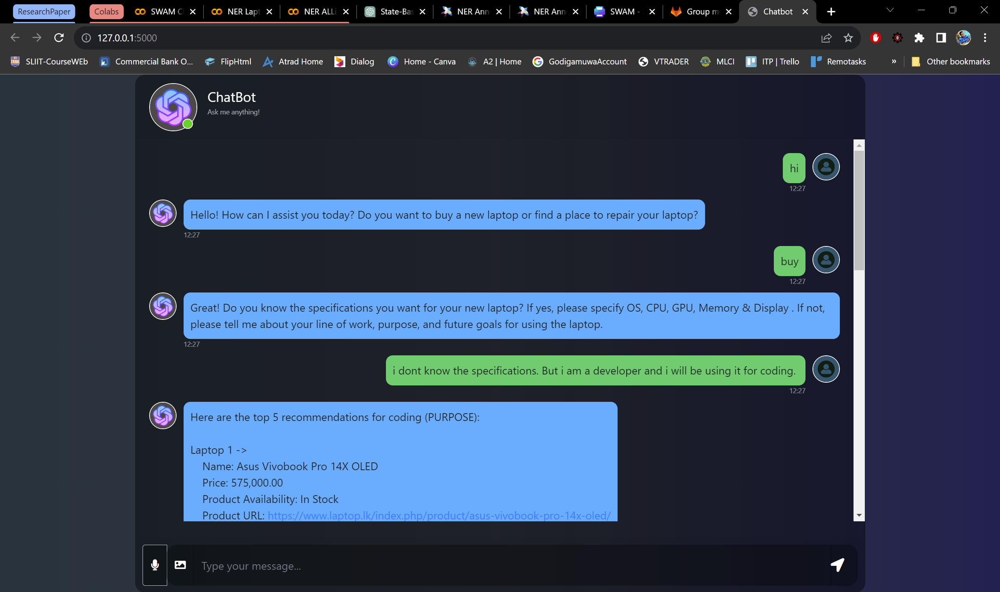 ResearchPaper
Colabs
SWAM C
NER Lapt
NER ALLi
State-Bas
NER Ann
NER Ann
SWAM -
Group m
Chatbot
127.0.0.1:5000
SLIIT-CourseWEb
Commercial Bank O...
FlipHtml
Atrad Home
Dialog
Home - Canva
A2 | Home
GodigamuwaAccount
VTRADER
MLCI
ITP | Trello
Remotasks
»
Other bookmarks
ChatBot
Ask me anything!
hi
12:27
Hello! How can I assist you today? Do you want to buy a new laptop or find a place to repair your laptop?
12:27
buy
12:27
Great! Do you know the specifications you want for your new laptop? If yes, please specify OS, CPU, GPU, Memory & Display . If not,
please tell me about your line of work, purpose, and future goals for using the laptop.
12:27
i dont know the specifications. But i am a developer and i will be using it for coding.
12:27
Here are the top 5 recommendations for coding (PURPOSE):
Laptop 1 ->
Name: Asus Vivobook Pro 14X OLED
Price: 575,000.00
Product Availability: In Stock
Product URL: https://www.laptop.lk/index.php/product/asus-vivobook-pro-14x-oled/
Type your message...